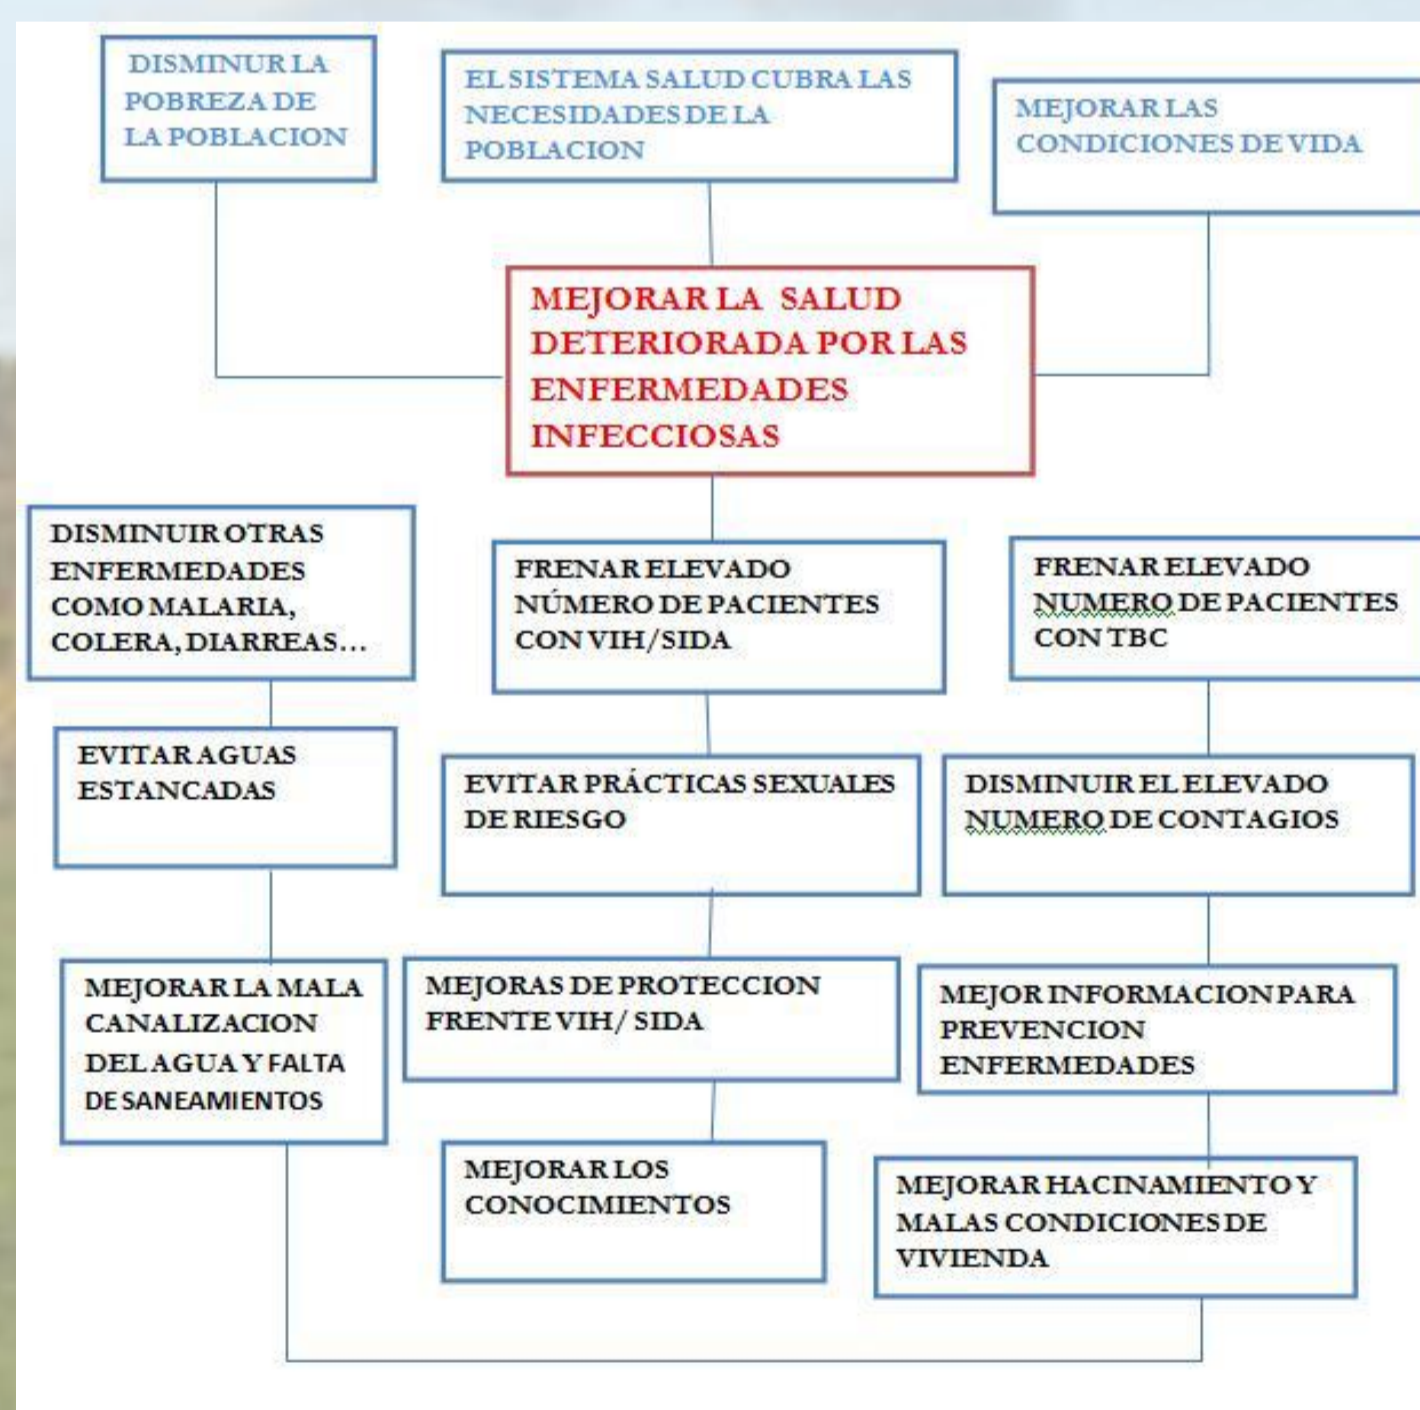 DISMINUR LA
POBREZA DE
LA POBLACION
EL SISTEMA SALUD CUBRA LAS
NECESIDADES DE LA
POBLACION
MEJORAR LAS
CONDICIONES DE VIDA
MEJORAR LA SALUD
DETERIORADA POR LAS
ENFERMEDADES
INFECCIOSAS
DISMINUIR OTRAS
ENFERMEDADES
COMO MALARIA,
COLERA, DIARREAS...
FRENAR ELEVADO
NÚMERO DE PACIENTES
CON VIH/SIDA
FRENAR ELEVADO
NUMERO DE PACIENTES
CON TBC
EVITAR AGUAS
ESTANCADAS
EVITAR PRÁCTICAS SEXUALES
DE RIESGO
DISMINUIR EL ELEVADO
NUMERO DE CONTAGIOS
MEJORAR LA MALA
CANALIZACION
DEL AGUA Y FALTA
DE SANEAMIENTOS
MEJORAS DE PROTECCION
FRENTE VIH/ SIDA
MEJOR INFORMACION PARA
PREVENCION
ENFERMEDADES
MEJORAR LOS
CONOCIMIENTOS
MEJORAR HACINAMIENTO Y
MALAS CONDICIONES DE
VIVIENDA